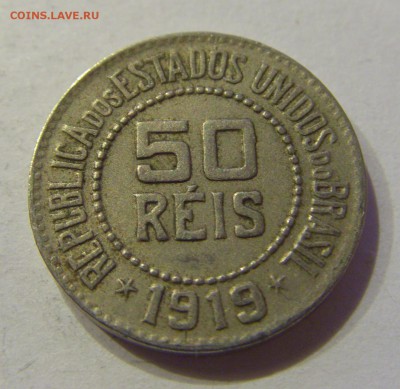 COINS.LAVE.RU
REPUBLICA DOS ESTADOS UNIDOS DO BRASIL
50
RÉIS
1919